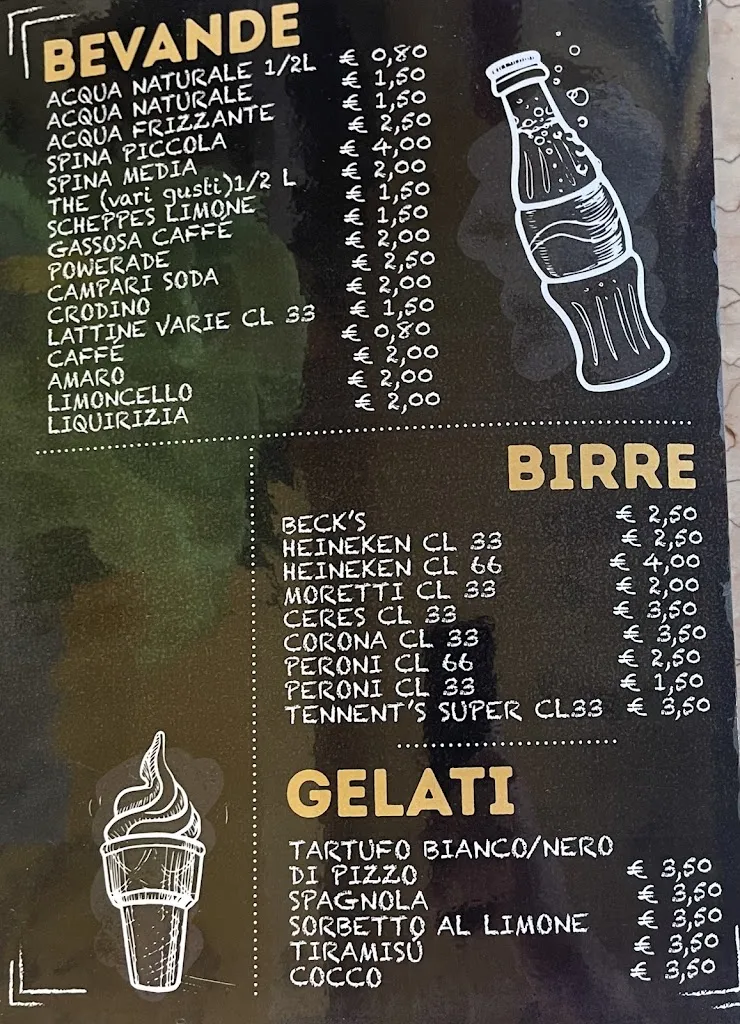 BEVANDE
ACQUA NATURALE 1/2L € 0,80
ACQUA NATURALE € 1,50
ACQUA FRIZZANTE € 1,50
SPINA PICCOLA € 2,50
SPINA MEDIA € 4,00
THE (vari gusti)1/2 L € 2,00
SCHEPPES LIMONE € 1,50
GASSOSA CAFFÉ € 1,50
POWERADE € 2,00
CAMPARI SODA € 2,50
CRODINO € 2,00
LATTINE VARIE CL 33 € 1,50
CAFFÉ € 0,80
AMARO € 2,00
LIMONCELLO € 2,00
LIQUIRIZIA € 2,00
BIRRE
BECK'S € 2,50
HEINEKEN CL 33 € 2,50
HEINEKEN CL 66 € 4,00
MORETTI CL 33 € 2,00
CERES CL 33 € 3,50
CORONA CL 33 € 3,50
PERONI CL 66 € 2,50
PERONI CL 33 € 1,50
TENNENT'S SUPER CL33 € 3,50
GELATI
TARTUFO BIANCO/NERO
DI PIZZO € 3,50
SPAGNOLA € 3,50
SORBETTO AL LIMONE € 3,50
TIRAMISÚ € 3,50
COCCO € 3,50